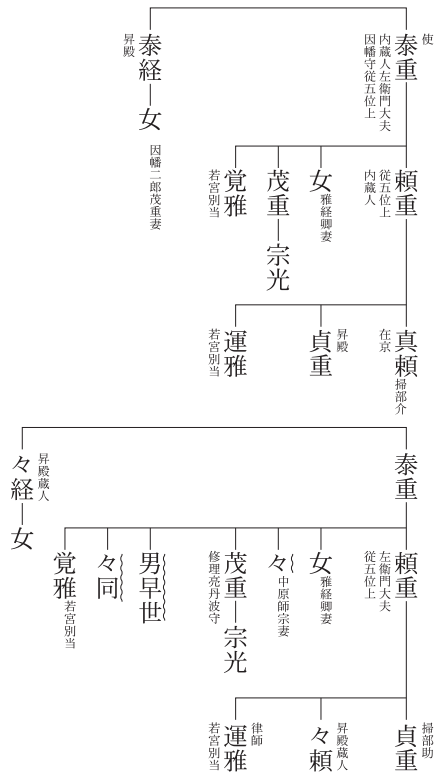 使
泰重
内蔵人左衛門大夫
因幡守従五位上
泰経
昇殿
女
因幡二郎茂重妻
頼重
従五位上
内蔵人
女
雅経卿妻
茂重
宗光
覚雅
若宮別当
真頼
掃部介
在京
昇殿
貞重
運雅
若宮別当
泰重
昇殿蔵人
々経
女
頼重
左衛門大夫
従五位上
女
雅経卿妻
々
中原師宗妻
茂重
修理亮丹波守
宗光
男早世
々同
覚雅
若宮別当
掃部助
貞重
昇殿蔵人
々頼
律師
運雅
若宮別当